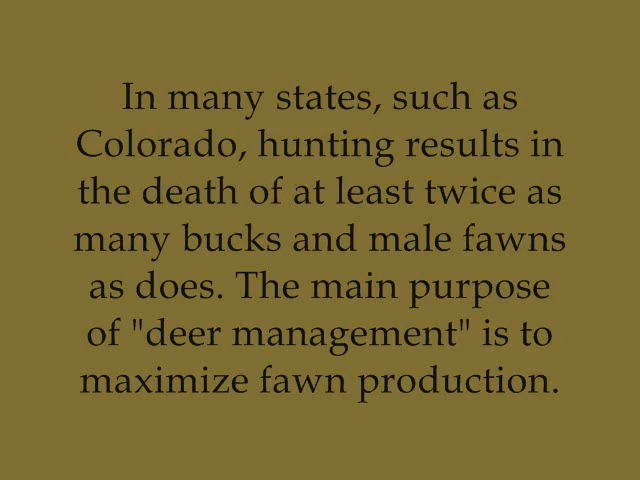 In many states, such as
Colorado, hunting results in
the death of at least twice as
many bucks and male fawns
as does. The main purpose
of "deer management" is to
maximize fawn production.